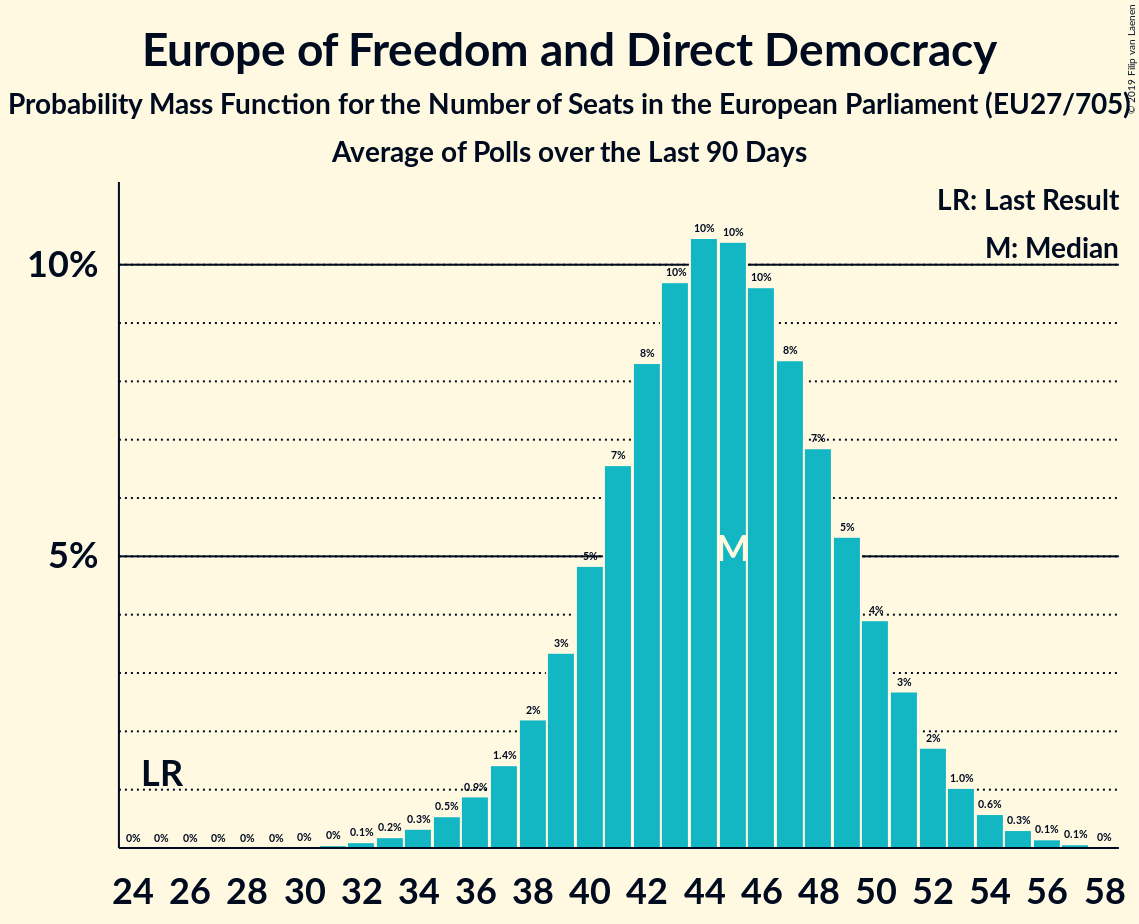 Europe of Freedom and Direct Democracy
Probability Mass Function for the Number of Seats in the European Parliament (EU27/705)
Average of Polls over the Last 90 Days
© 2019 Filip van Laenen
LR: Last Result
M: Median
10%
5%
LR
M
0% 0% 0% 0% 0% 0% 0% 0% 0.1% 0.2% 0.3% 0.5% 0.9% 1.4% 2% 3% 5% 7% 8% 10% 10% 10% 10% 8% 7% 5% 4% 3% 2% 1.0% 0.6% 0.3% 0.1% 0.1% 0%
24 26 28 30 32 34 36 38 40 42 44 46 48 50 52 54 56 58